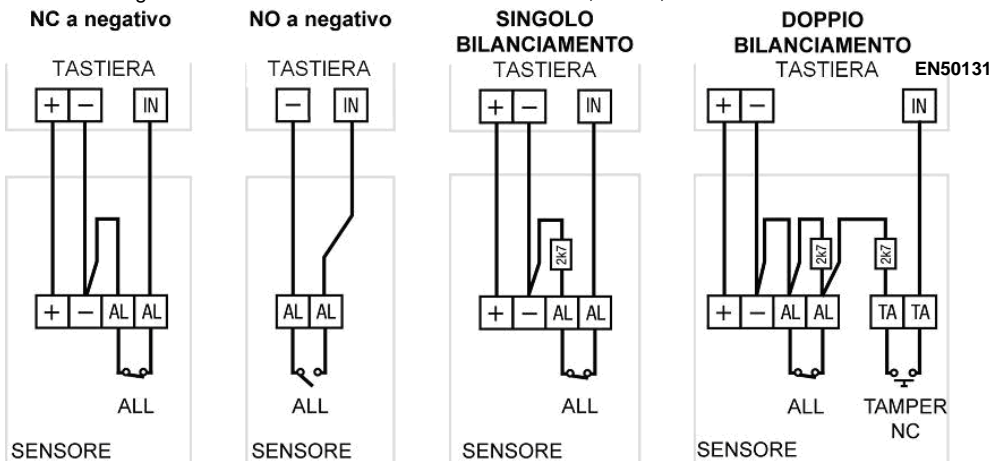 NC a negativo
NO a negativo
SINGOLO
BILANCIAMENTO
DOPPIO
BILANCIAMENTO
TASTIERA
TASTIERA
TASTIERA
TASTIERA
EN50131
+ − IN
− IN
+ − IN
+ − IN
2k7
2k7
2k7
+ − AL AL
AL AL
+ − AL AL
+ − AL AL TA TA
ALL
ALL
ALL
ALL
TAMPER
NC
SENSORE
SENSORE
SENSORE
SENSORE